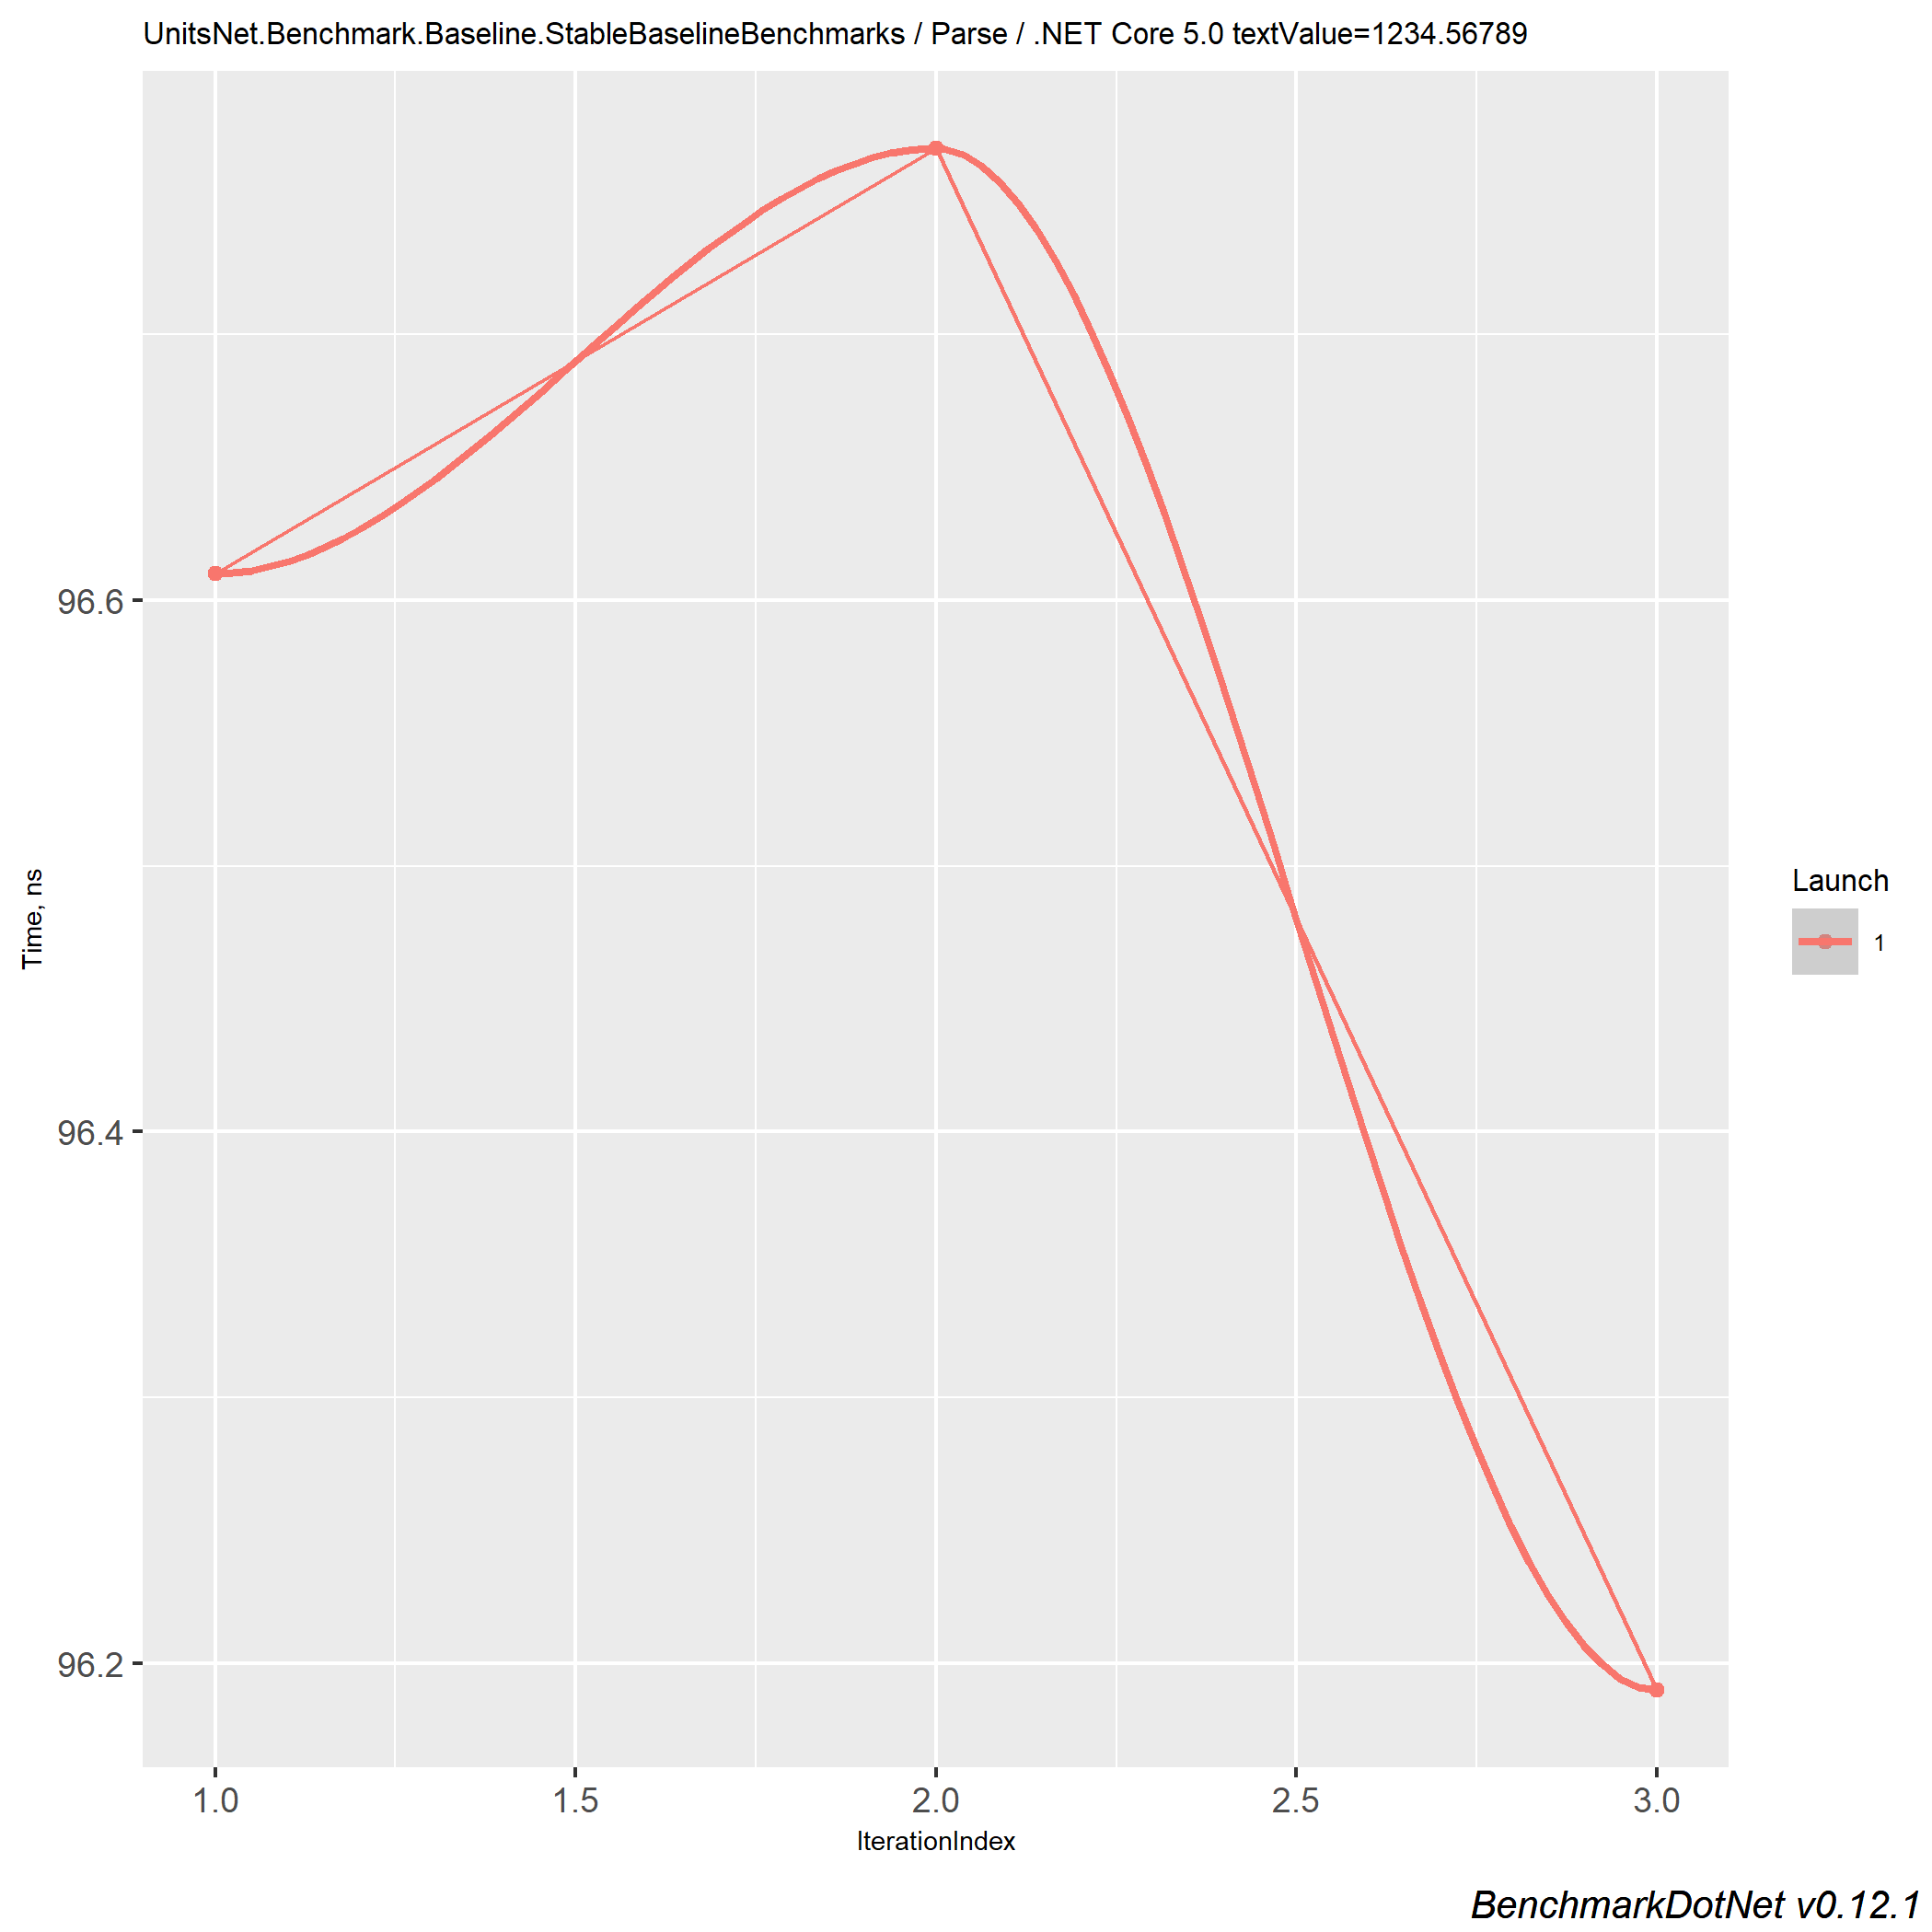 UnitsNet.Benchmark.Baseline.StableBaselineBenchmarks / Parse / .NET Core 5.0 textValue=1234.56789
96.6
96.4
96.2
Time, ns
1.0 1.5 2.0 2.5 3.0
IterationIndex
Launch
1
BenchmarkDotNet v0.12.1